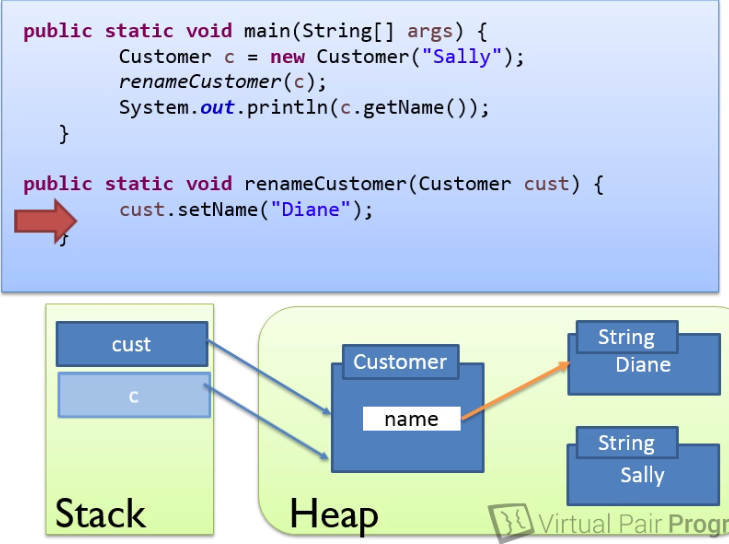 public static void main(String[] args) {
Customer c = new Customer("Sally");
renameCustomer(c);
System.out.println(c.getName());
}
public static void renameCustomer(Customer cust) {
cust.setName("Diane");
}
cust
c
Stack
Customer
name
String
Diane
String
Sally
Heap
Virtual Pair Progr